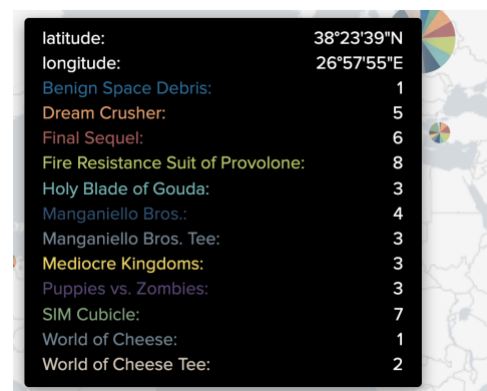 latitude: 38°23'39"N
longitude: 26°57'55"E
Benign Space Debris: 1
Dream Crusher: 5
Final Sequel: 6
Fire Resistance Suit of Provolone: 8
Holy Blade of Gouda: 3
Manganiello Bros.: 4
Manganiello Bros. Tee: 3
Mediocre Kingdoms: 3
Puppies vs. Zombies: 3
SIM Cubicle: 7
World of Cheese: 1
World of Cheese Tee: 2